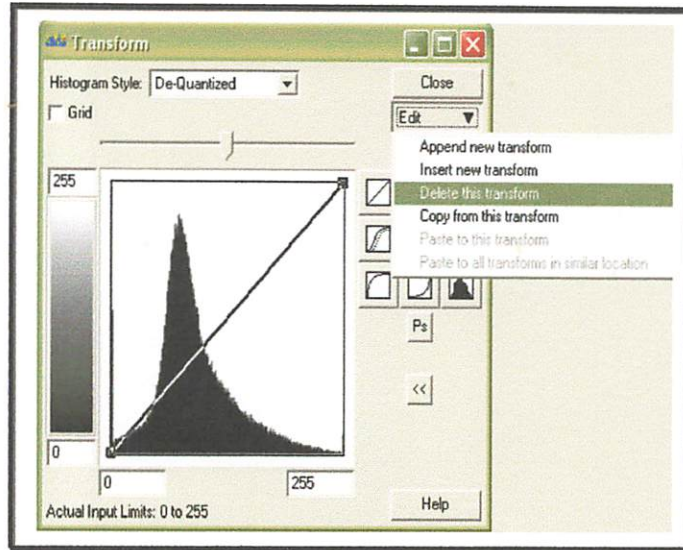 Transform
Histogram Style: De-Quantized
Close
Grid
Edit
Append new transform
Insert new transform
Delete this transform
Copy from this transform
Paste to this transform
Paste to all transforms in similar location
255
Ps
<<
0
0 255
Actual Input Limits: 0 to 255
Help